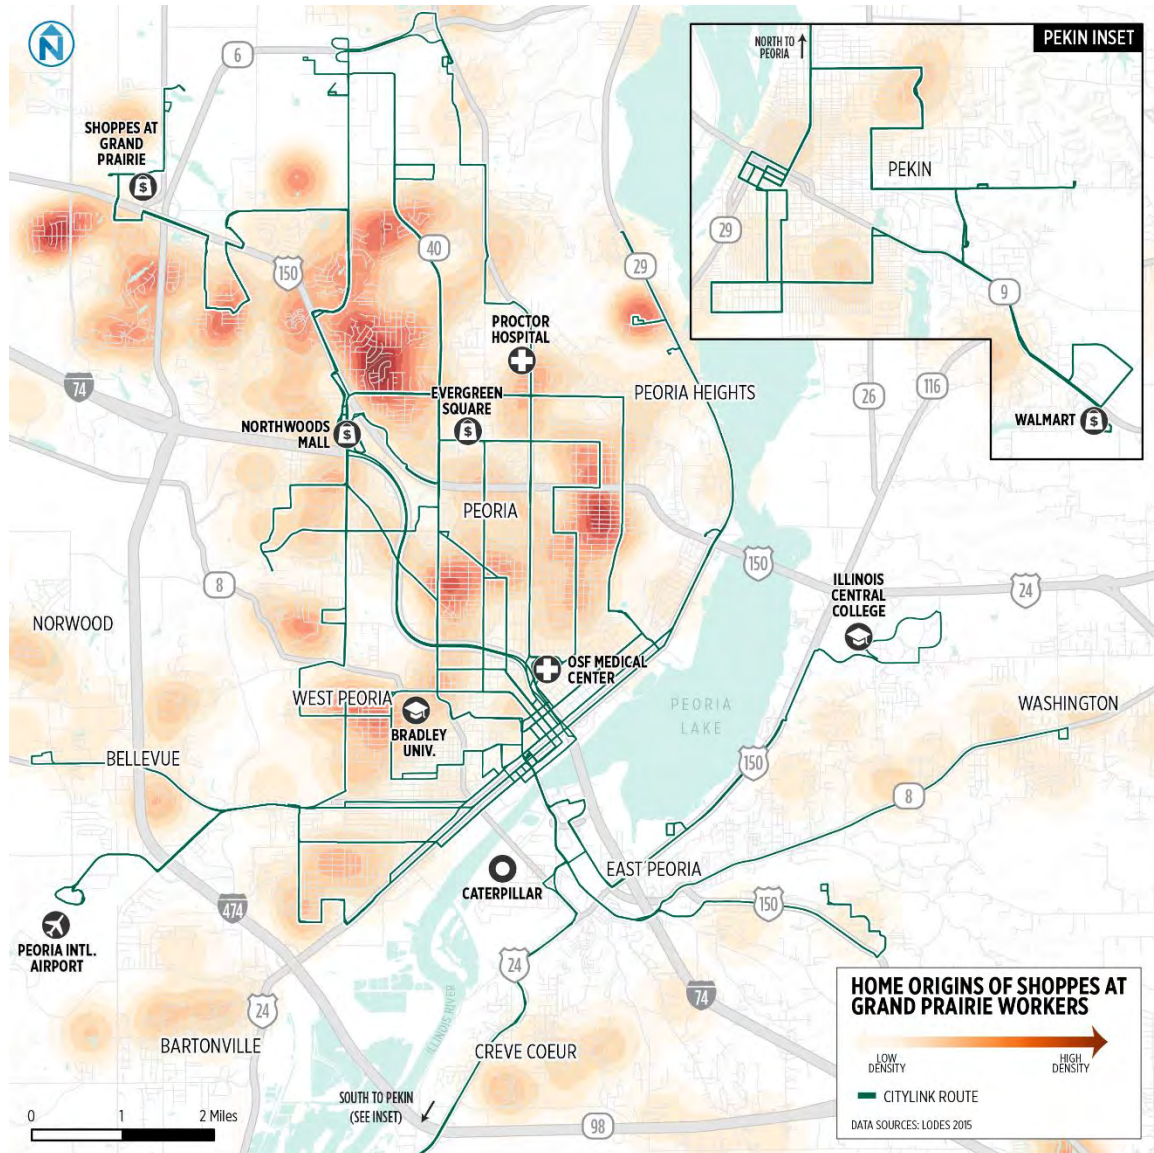 N
6
SHOPPES AT
GRAND
PRAIRIE
$
NORTH TO
PEORIA
PEKIN INSET
PEKIN
29
9
WALMART
$
40
150
29
PROCTOR
HOSPITAL
74
EVERGREEN
SQUARE
$
PEORIA HEIGHTS
26
116
NORTHWOODS
MALL
$
PEORIA
150
8
ILLINOIS
CENTRAL
COLLEGE
24
NORWOOD
OSF MEDICAL
CENTER
WEST PEORIA
BRADLEY
UNIV.
PEORIA
LAKE
WASHINGTON
BELLEVUE
150
8
EAST PEORIA
CATERPILLAR
474
150
PEORIA INTL.
AIRPORT
24
74
24
BARTONVILLE
ILLINOIS RIVER
CREVE COEUR
SOUTH TO PEKIN
(SEE INSET)
98
0 1 2 Miles
HOME ORIGINS OF SHOPPES AT
GRAND PRAIRIE WORKERS
LOW
DENSITY
HIGH
DENSITY
CITYLINK ROUTE
DATA SOURCES: LODES 2015